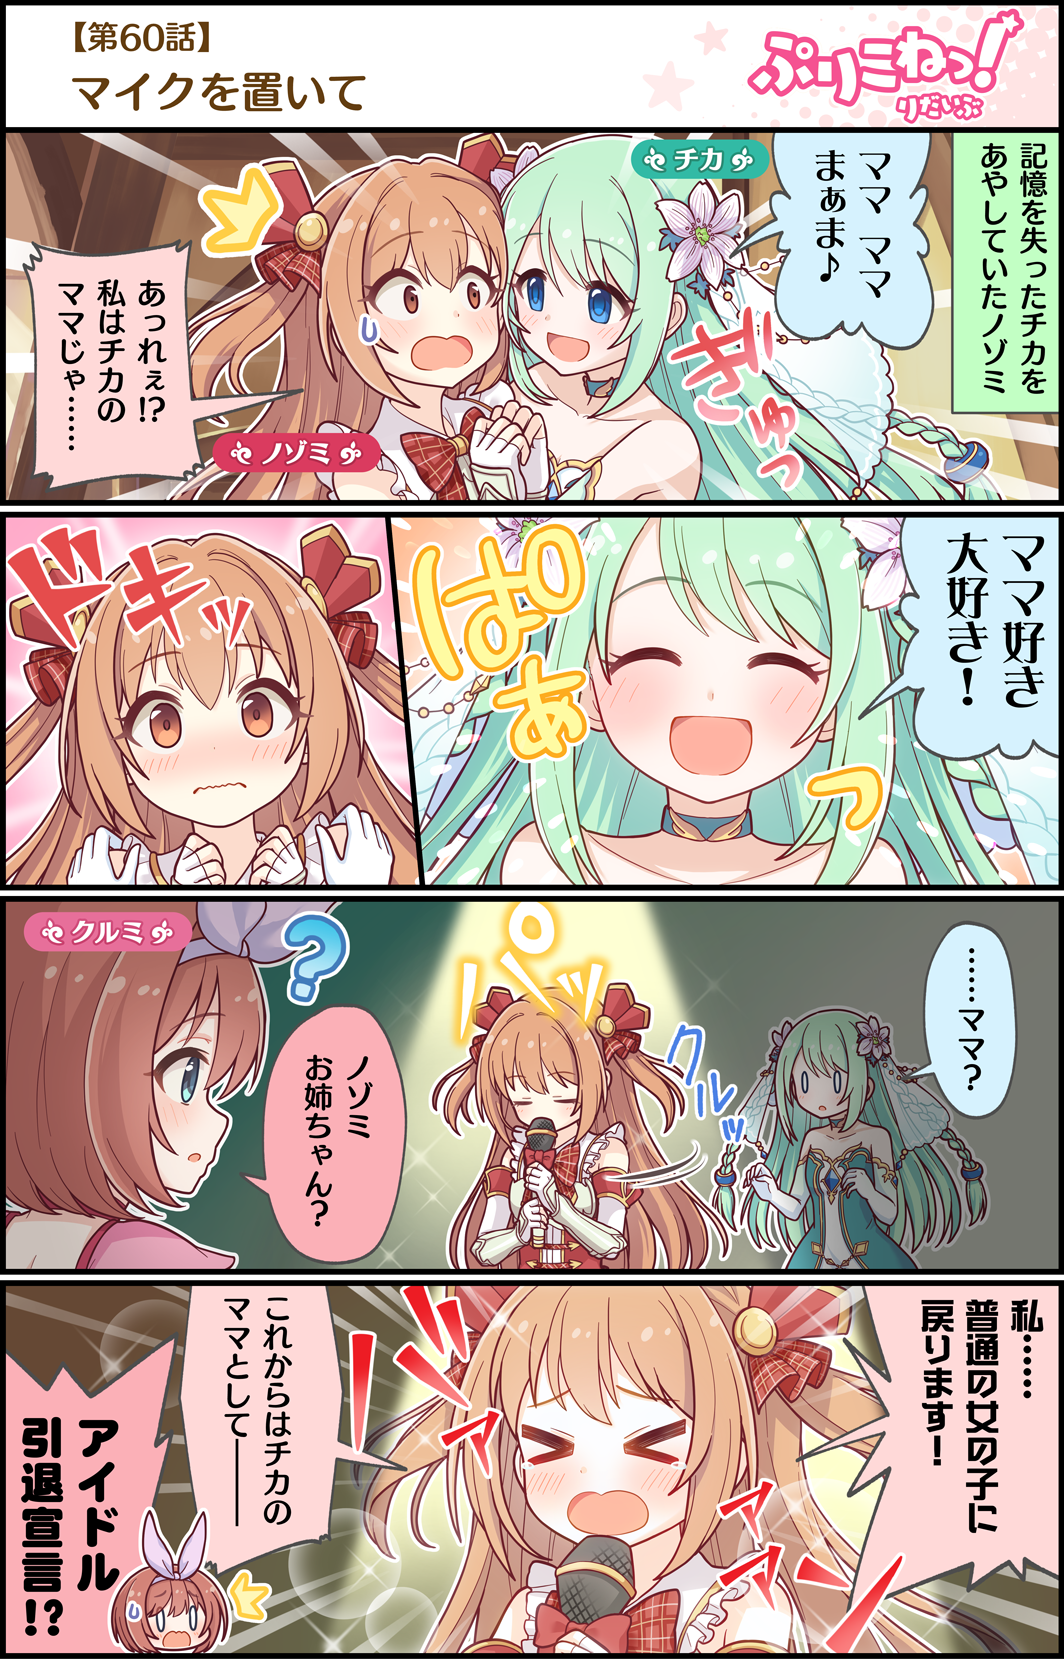 【第60話】
マイクを置いて
ぷりこねっ!
りだいぶ
記憶を失ったチカを
あやしていたノゾミ
チカ
ママ ママ
まぁま♪
ぎゅっ
あっれぇ!?
私はチカの
ママじゃ……
ノゾミ
ママ好き
大好き!
ぱぁっ
ドキッ
クルミ
?
……ママ?
クルッ
パッ
ノゾミ
お姉ちゃん?
私……
普通の女の子に
戻ります!
バァァァン
これからはチカの
ママとして――
アイドル
引退宣言!?